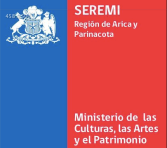 SEREMI
Región de Arica y
Parinacota
Ministerio de las
Culturas, las Artes
y el Patrimonio